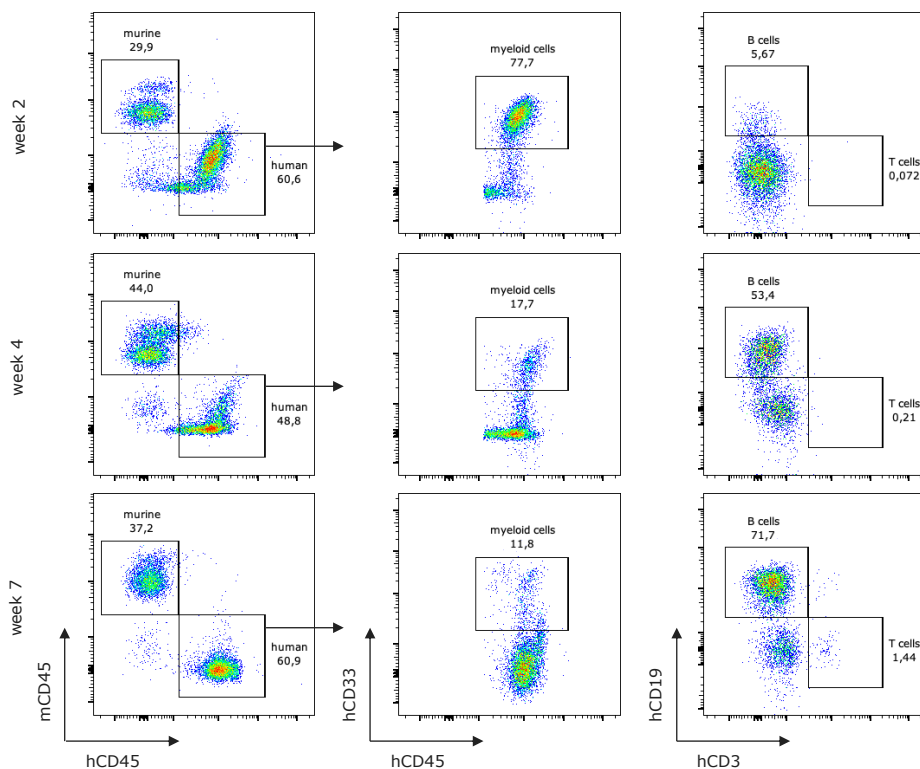 week 2
murine
29,9
human
60,6
myeloid cells
77,7
B cells
5,67
T cells
0,072
week 4
murine
44,0
human
48,8
myeloid cells
17,7
B cells
53,4
T cells
0,21
week 7
murine
37,2
human
60,9
myeloid cells
11,8
B cells
71,7
T cells
1,44
mCD45
hCD45
hCD33
hCD45
hCD19
hCD3